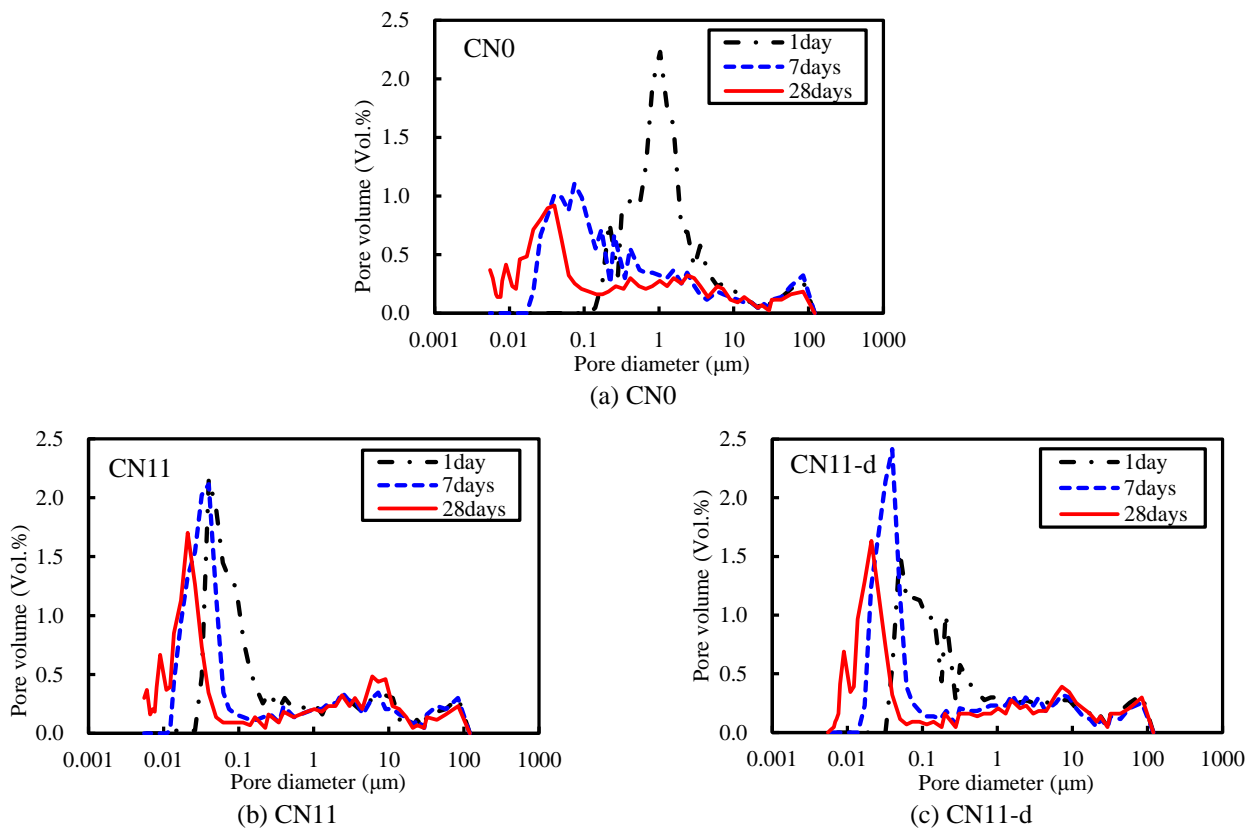 2.5
CN0
1day
7days
28days
2.0
1.5
1.0
0.5
0.0
Pore volume (Vol.%)
0.001 0.01 0.1 1 10 100 1000
Pore diameter (μm)
(a) CN0
2.5
CN11
1day
7days
28days
2.0
1.5
1.0
0.5
0.0
Pore volume (Vol.%)
0.001 0.01 0.1 1 10 100 1000
Pore diameter (μm)
(b) CN11
2.5
CN11-d
1day
7days
28days
2.0
1.5
1.0
0.5
0.0
Pore volume (Vol.%)
0.001 0.01 0.1 1 10 100 1000
Pore diameter (μm)
(c) CN11-d